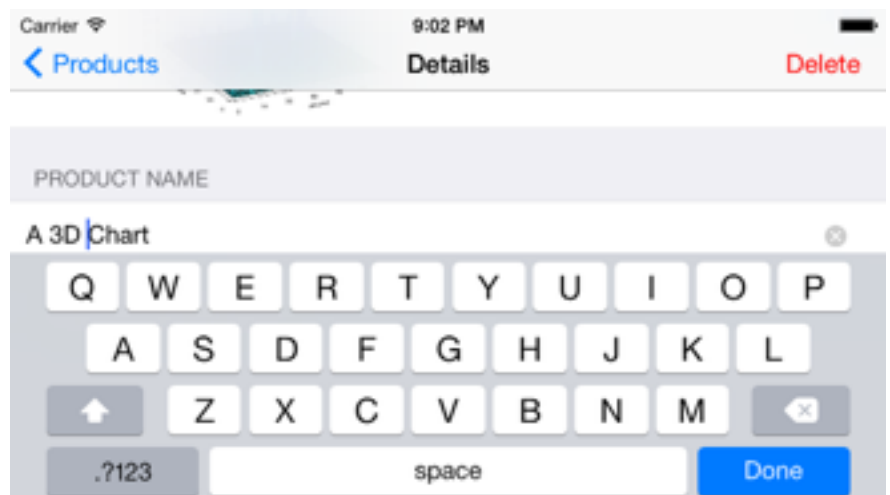 Carrier 9:02 PM
Products Details Delete
PRODUCT NAME
A 3D Chart
Q W E R T Y U I O P
A S D F G H J K L
Z X C V B N M
.?123 space Done